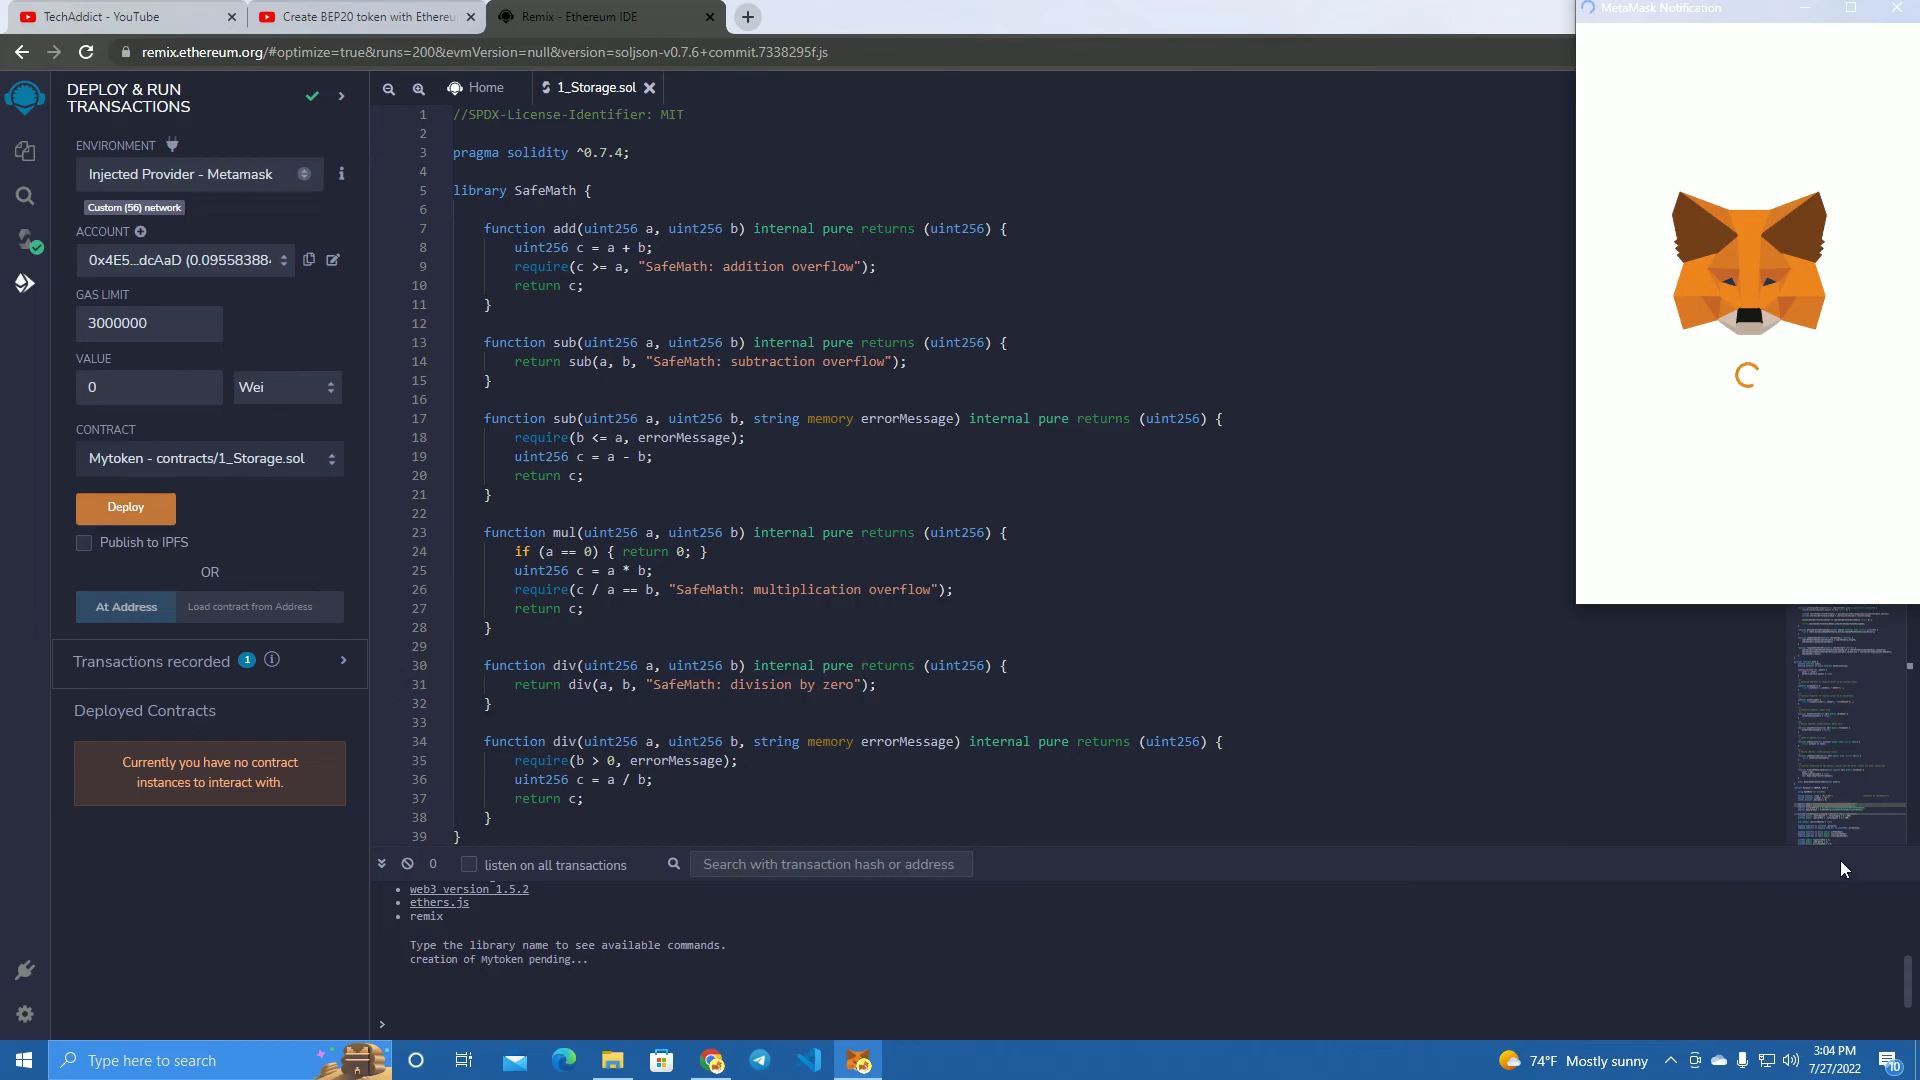 TechAddict - YouTube
Create BEP20 token with Ethereu
Remix - Ethereum IDE
MetaMask Notification
remix.ethereum.org/#optimize=true&runs=200&evmVersion=null&version=soljson-v0.7.6+commit.7338295f.js
DEPLOY & RUN
TRANSACTIONS
ENVIRONMENT
Injected Provider - Metamask
Custom (56) network
ACCOUNT
0x4E5...dcAaD (0.095583884
GAS LIMIT
3000000
VALUE
0
Wei
CONTRACT
Mytoken - contracts/1_Storage.sol
Deploy
Publish to IPFS
OR
At Address
Load contract from Address
Transactions recorded 1
Deployed Contracts
Currently you have no contract
instances to interact with.
Home
1_Storage.sol
1 //SPDX-License-Identifier: MIT
2
3 pragma solidity ^0.7.4;
4
5 library SafeMath {
6
7 function add(uint256 a, uint256 b) internal pure returns (uint256) {
8 uint256 c = a + b;
9 require(c >= a, "SafeMath: addition overflow");
10 return c;
11 }
12
13 function sub(uint256 a, uint256 b) internal pure returns (uint256) {
14 return sub(a, b, "SafeMath: subtraction overflow");
15 }
16
17 function sub(uint256 a, uint256 b, string memory errorMessage) internal pure returns (uint256) {
18 require(b <= a, errorMessage);
19 uint256 c = a - b;
20 return c;
21 }
22
23 function mul(uint256 a, uint256 b) internal pure returns (uint256) {
24 if (a == 0) { return 0; }
25 uint256 c = a * b;
26 require(c / a == b, "SafeMath: multiplication overflow");
27 return c;
28 }
29
30 function div(uint256 a, uint256 b) internal pure returns (uint256) {
31 return div(a, b, "SafeMath: division by zero");
32 }
33
34 function div(uint256 a, uint256 b, string memory errorMessage) internal pure returns (uint256) {
35 require(b > 0, errorMessage);
36 uint256 c = a / b;
37 return c;
38 }
39 }
0
listen on all transactions
Search with transaction hash or address
web3 version 1.5.2
ethers.js
remix
Type the library name to see available commands.
creation of Mytoken pending...
>
Type here to search
74°F Mostly sunny
3:04 PM
7/27/2022
10